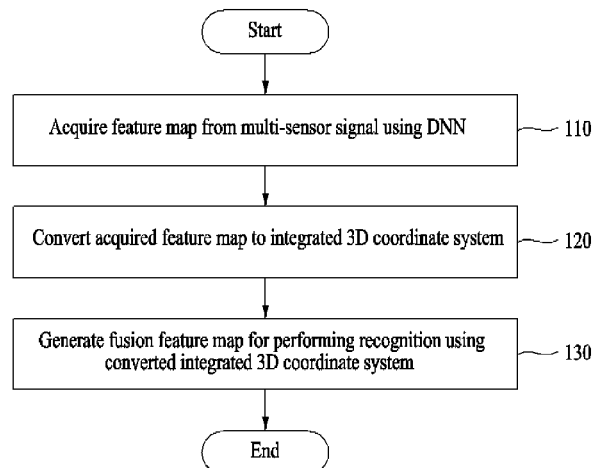 Start
Acquire feature map from multi-sensor signal using DNN
110
Convert acquired feature map to integrated 3D coordinate system
120
Generate fusion feature map for performing recognition using
converted integrated 3D coordinate system
130
End